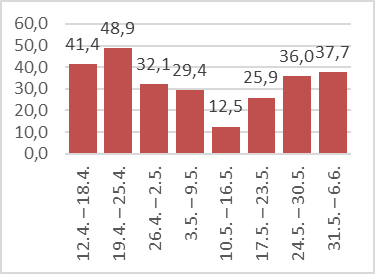 60,0
50,0
40,0
30,0
20,0
10,0
0,0
41,4
48,9
32,1
29,4
12,5
25,9
36,0
37,7
12.4. – 18.4.
19.4. – 25.4.
26.4. – 2.5.
3.5. – 9.5.
10.5. – 16.5.
17.5. – 23.5.
24.5. – 30.5.
31.5. – 6.6.